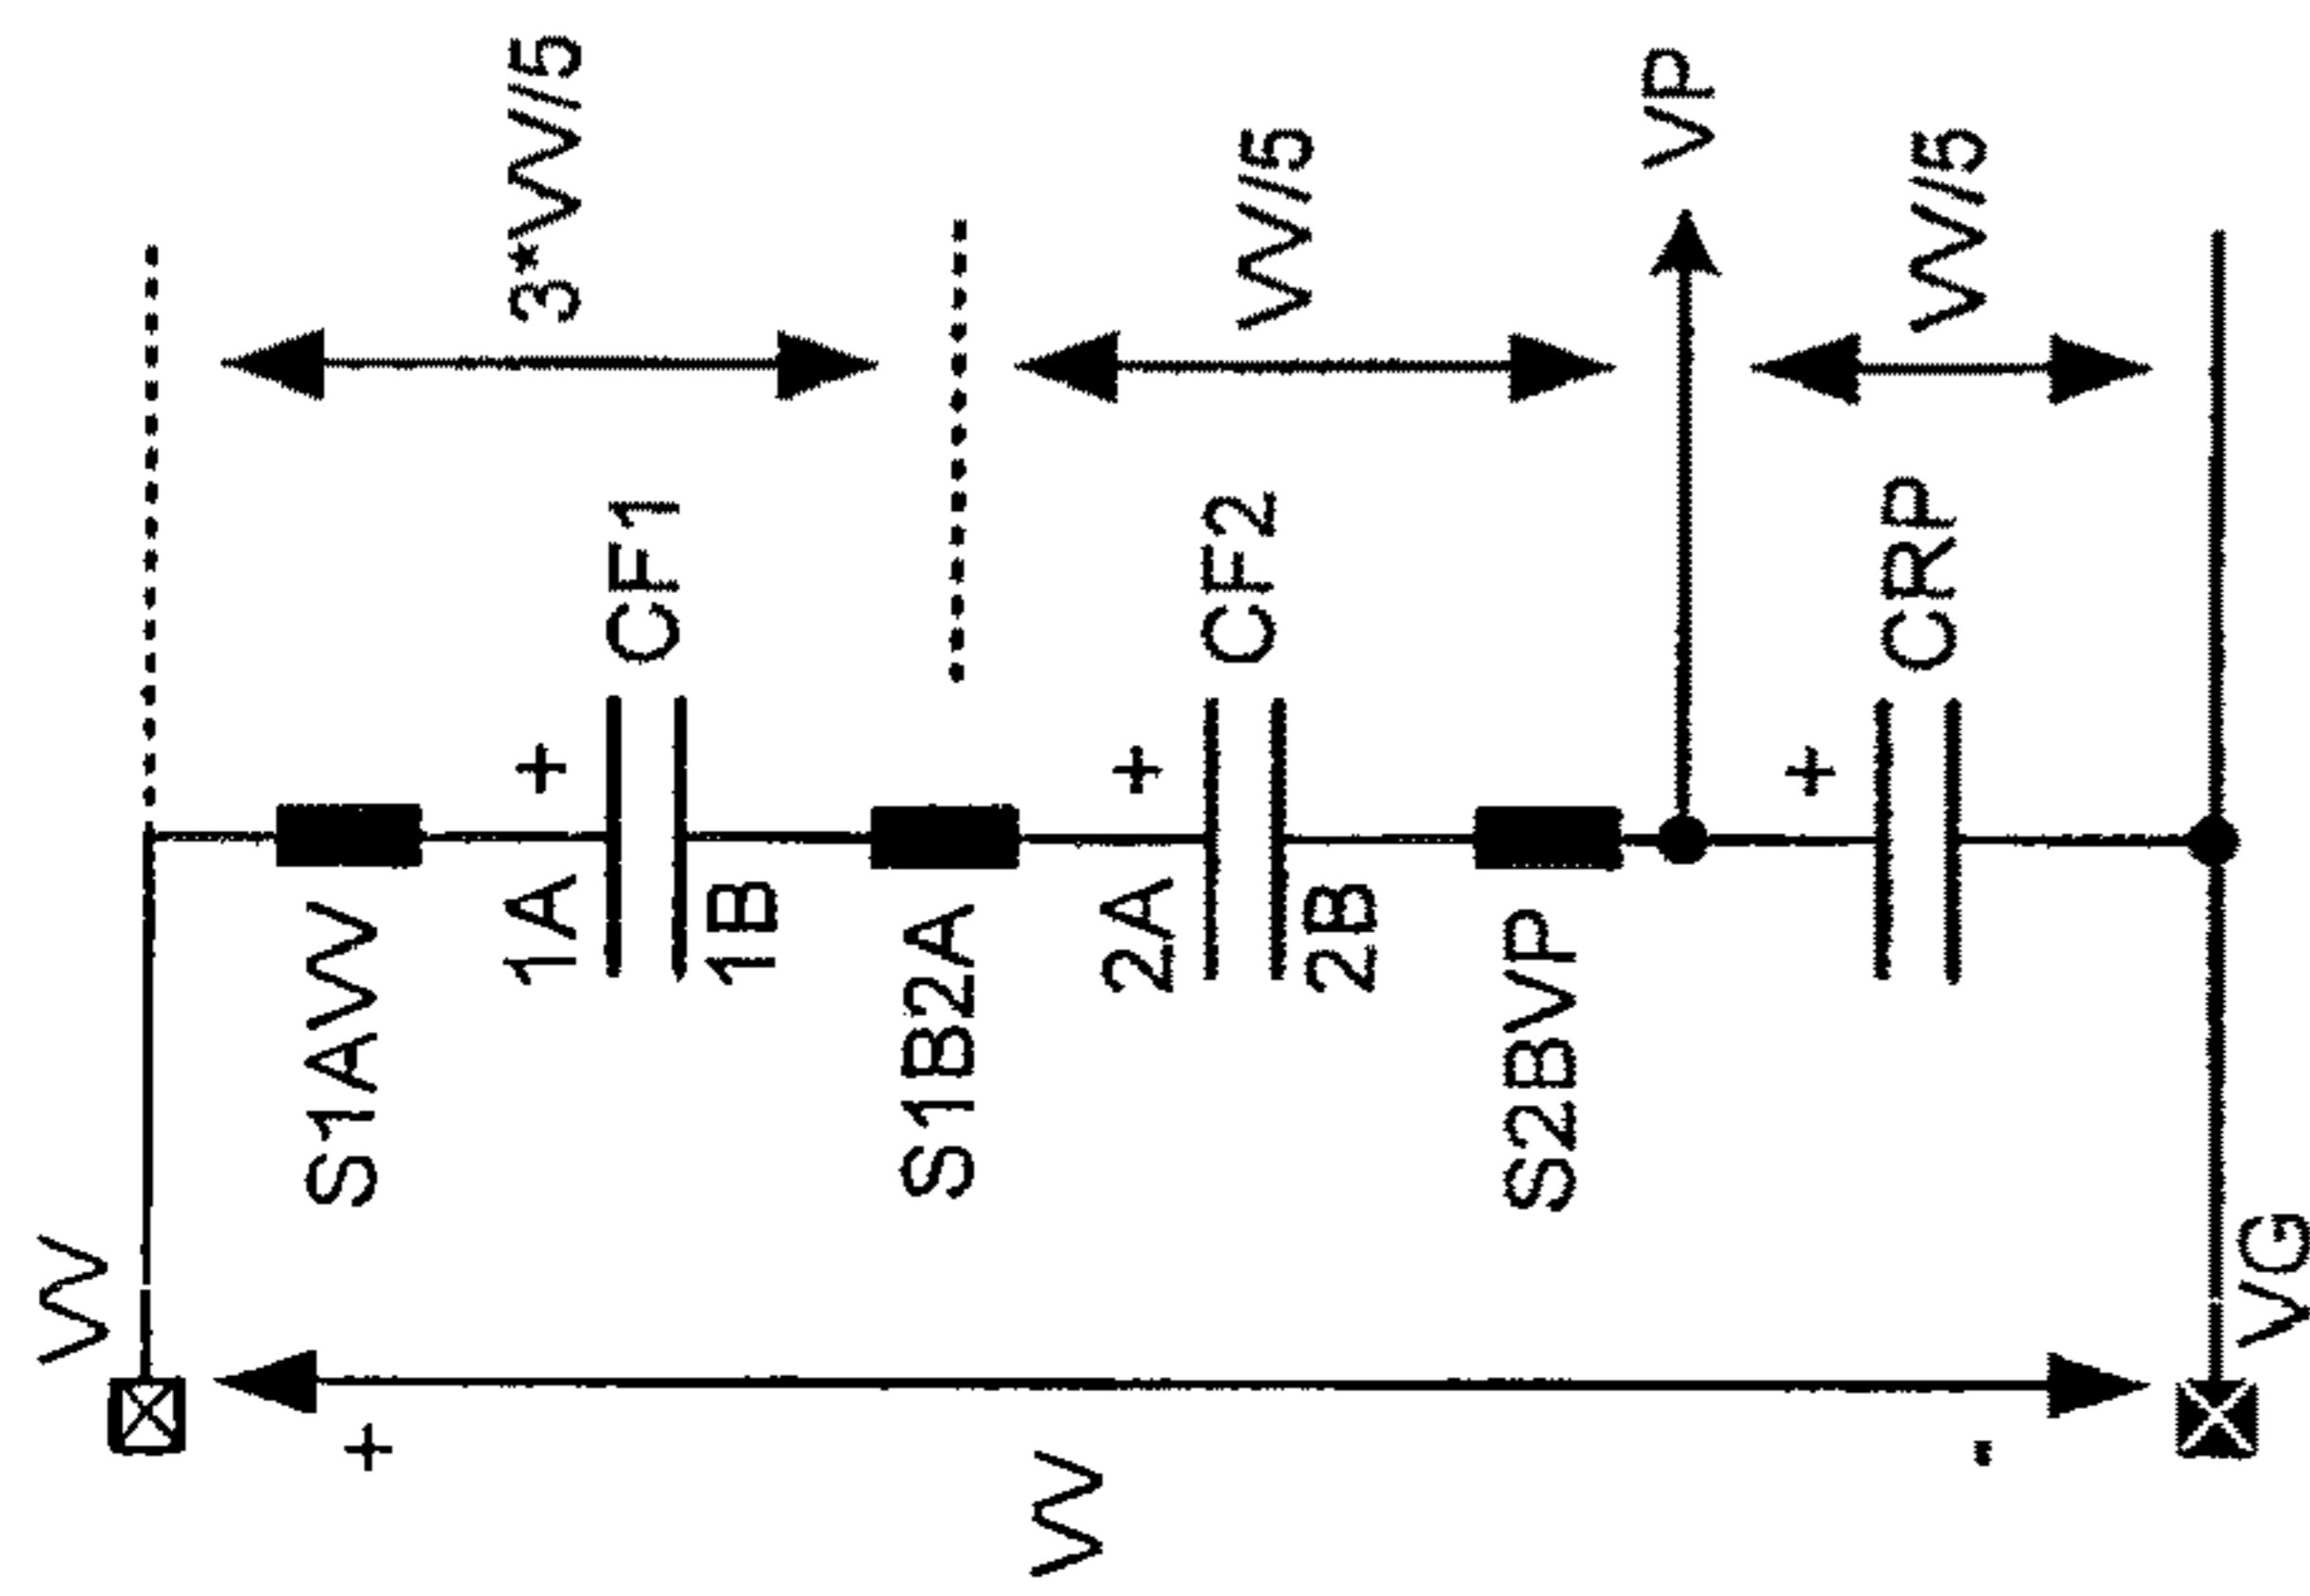 VV
+
S1AVV
1A
+
3*VV/5
CF1
1B
S1B2A
VV
2A
+
CF2
VV/5
2B
S2BVP
VP
+
CRP
VV/5
-
VG